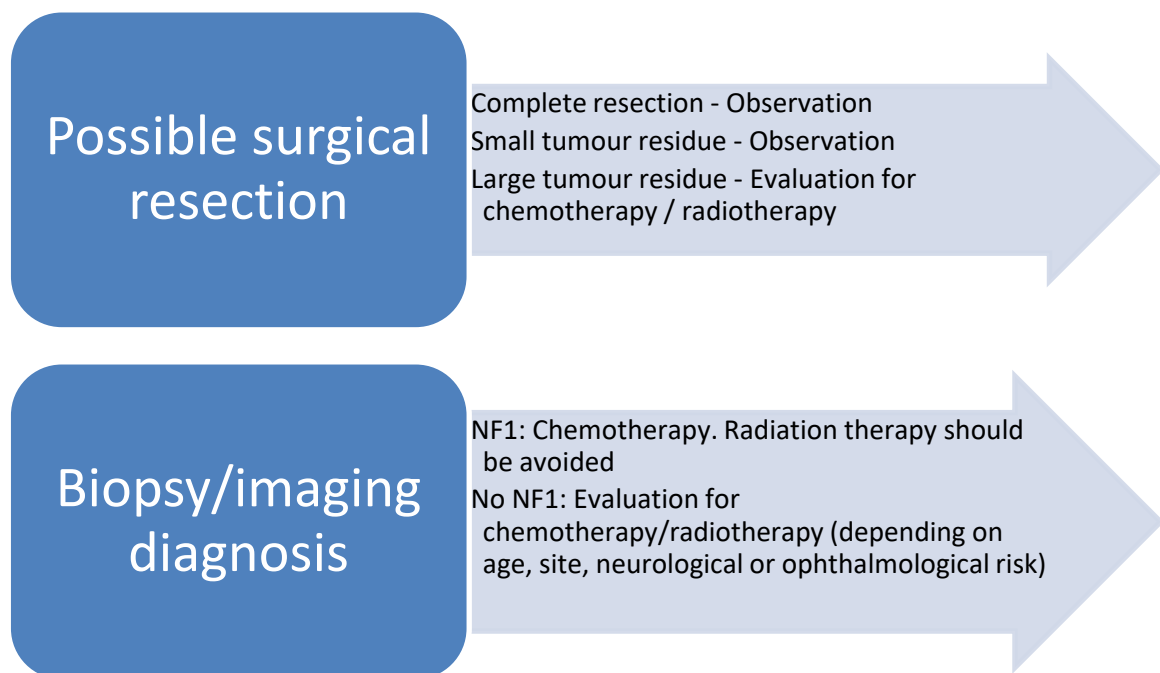 Possible surgical
resection
Complete resection - Observation
Small tumour residue - Observation
Large tumour residue - Evaluation for
chemotherapy / radiotherapy
Biopsy/imaging
diagnosis
NF1: Chemotherapy. Radiation therapy should
be avoided
No NF1: Evaluation for
chemotherapy/radiotherapy (depending on
age, site, neurological or ophthalmological risk)